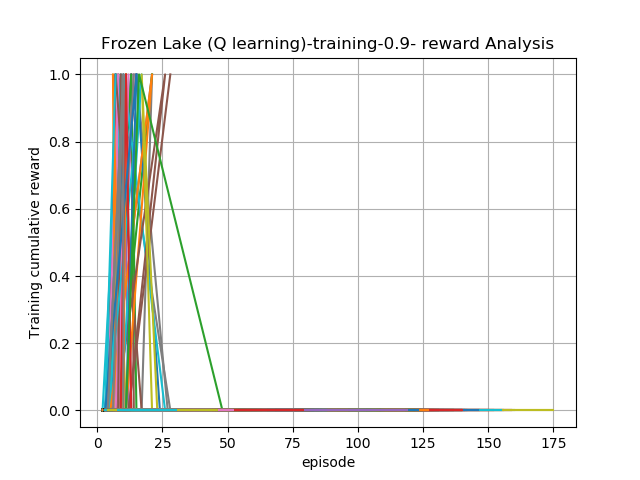 Frozen Lake (Q learning)-training-0.9- reward Analysis
1.0
0.8
0.6
0.4
0.2
0.0
Training cumulative reward
0 25 50 75 100 125 150 175
episode